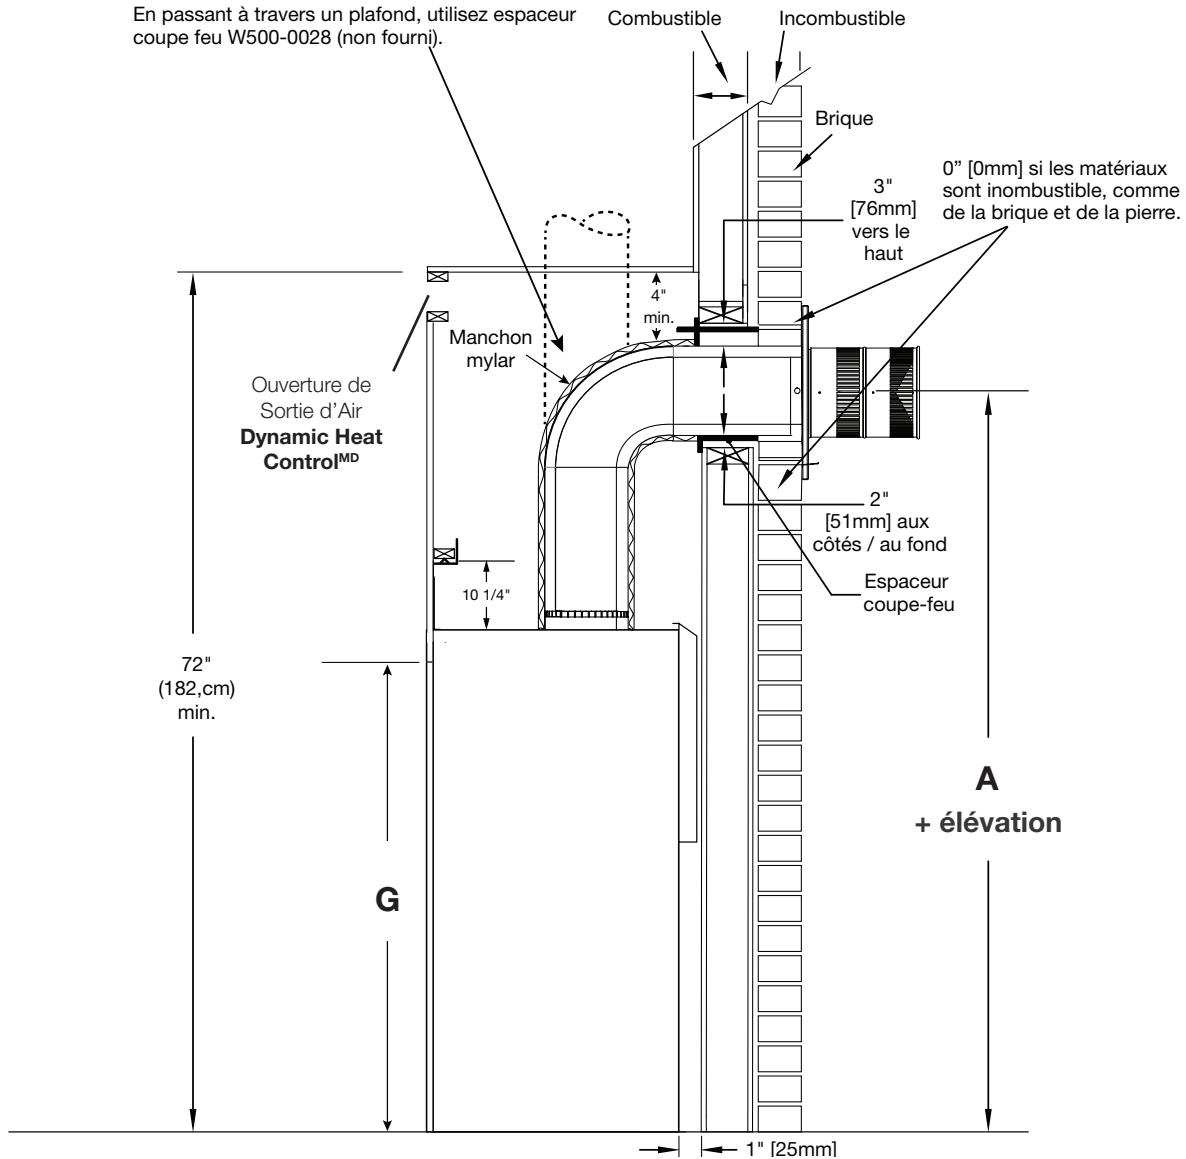 En passant à travers un plafond, utilisez espaceur
coupe feu W500-0028 (non fourni).
Combustible
Incombustible
Brique
0” [0mm] si les matériaux
sont inombustible, comme
de la brique et de la pierre.
3"
[76mm]
vers le
haut
4"
min.
Manchon
mylar
Ouverture de
Sortie d’Air
Dynamic Heat
ControlMD
2"
[51mm] aux
côtés / au fond
Espaceur
coupe-feu
10 1/4"
72"
(182,cm)
min.
A
+ élévation
G
1" [25mm]